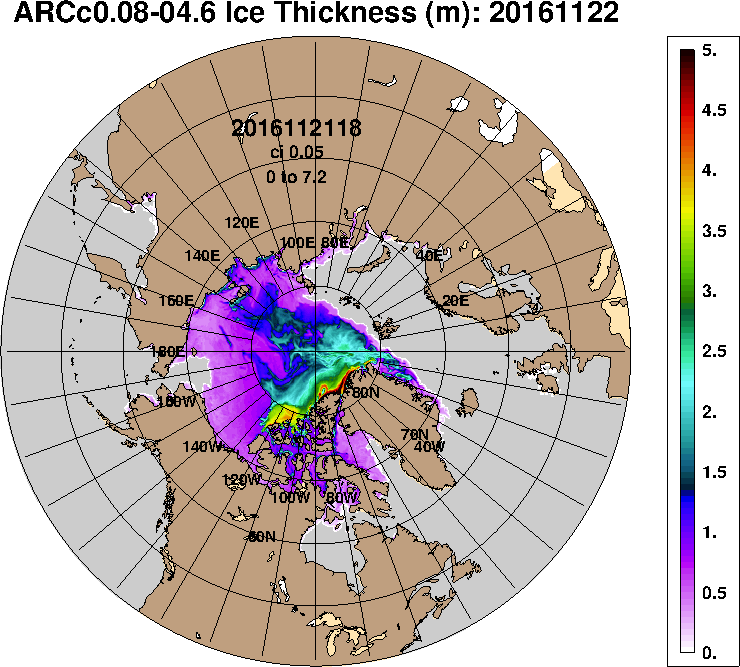 ARCc0.08-04.6 Ice Thickness (m): 20161122
2016112118
ci 0.05
0 to 7.2
120E
100E 80E
140E
40E
160E
20E
180E
160W
80N
140W
70N
40W
120W
100W
80W
60N
5.
4.5
4.
3.5
3.
2.5
2.
1.5
1.
0.5
0.